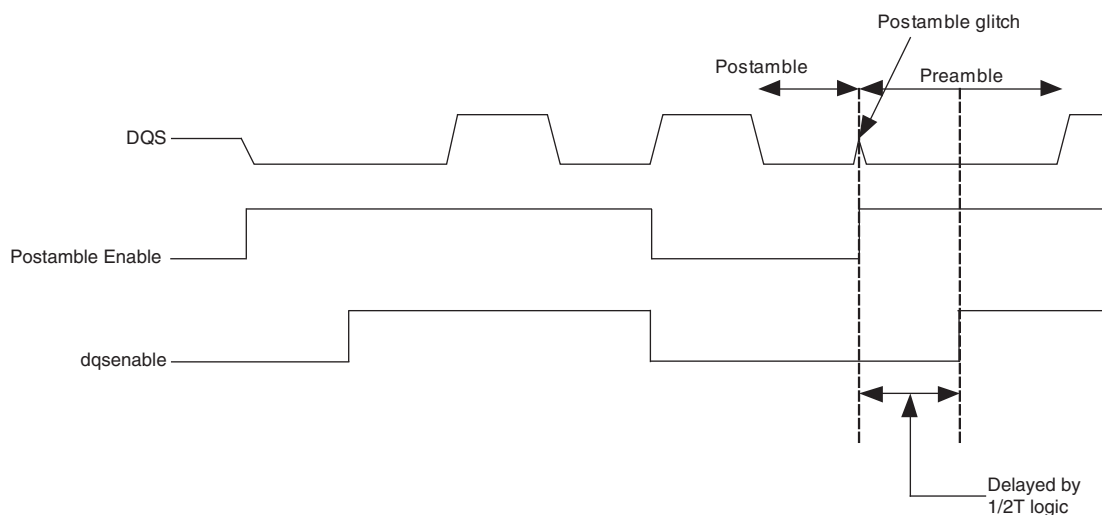 Postamble glitch
Postamble
Preamble
DQS
Postamble Enable
dqsenable
Delayed by
1/2T logic